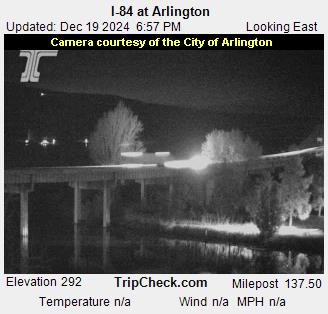 I-84 at Arlington
Updated: Dec 19 2024 6:57 PM Looking East
Camera courtesy of the City of Arlington
Elevation 292 TripCheck.com Milepost 137.50
Temperature n/a Wind n/a MPH n/a